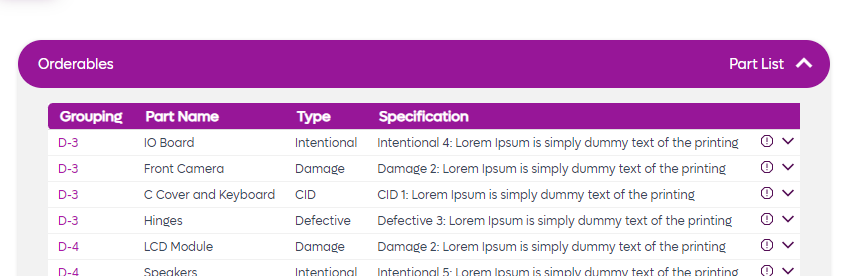 Orderables Part List
Grouping Part Name Type Specification
D-3 IO Board Intentional Intentional 4: Lorem Ipsum is simply dummy text of the printing
D-3 Front Camera Damage Damage 2: Lorem Ipsum is simply dummy text of the printing
D-3 C Cover and Keyboard CID CID 1: Lorem Ipsum is simply dummy text of the printing
D-3 Hinges Defective Defective 3: Lorem Ipsum is simply dummy text of the printing
D-4 LCD Module Damage Damage 2: Lorem Ipsum is simply dummy text of the printing
D-4 Speakers Intentional Intentional 5: Lorem Ipsum is simply dummy text of the printing